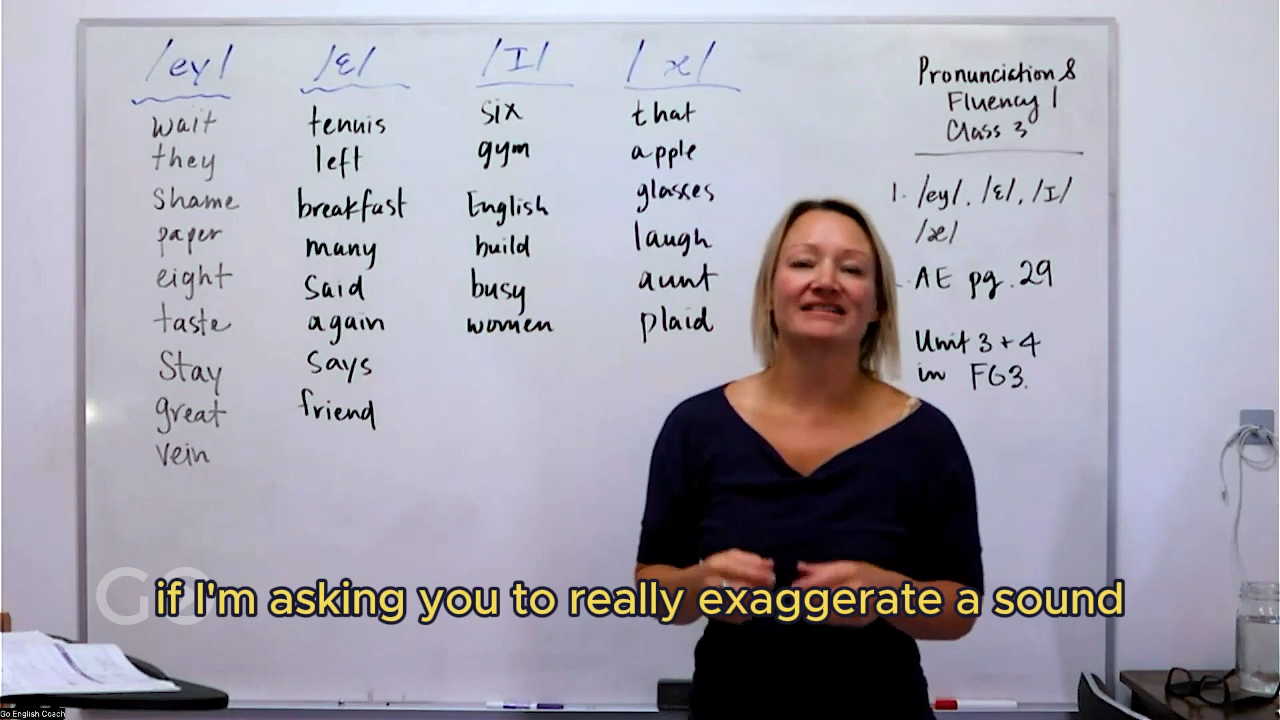 /ey/
wait
they
shame
paper
eight
taste
Stay
great
vein
/ɛ/
tennis
left
breakfast
many
said
again
says
friend
/I/
six
gym
English
build
busy
women
/æ/
that
apple
glasses
laugh
aunt
plaid
Pronunciation &
Fluency 1
Class 3
1. /ey/, /ɛ/, /I/
/æ/
AE pg. 29
Unit 3 + 4
in FG3.
GO
if I'm asking you to really exaggerate a sound
Go English Coach